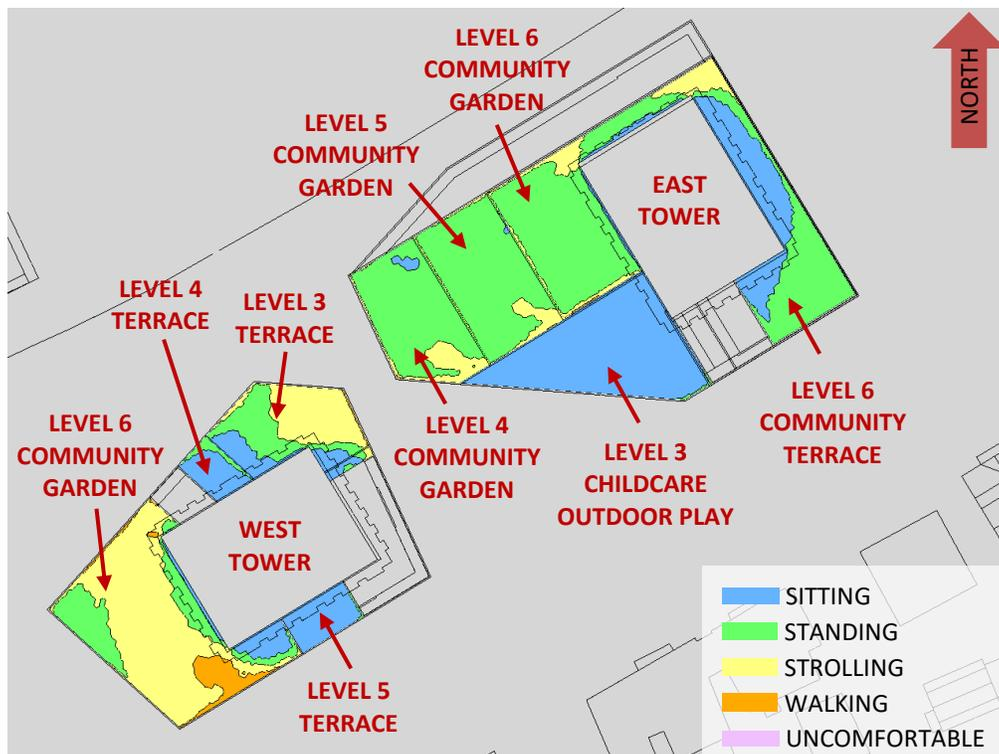 LEVEL 6
COMMUNITY
GARDEN
NORTH
LEVEL 5
COMMUNITY
GARDEN
EAST
TOWER
LEVEL 4
TERRACE
LEVEL 3
TERRACE
LEVEL 6
COMMUNITY
GARDEN
LEVEL 4
COMMUNITY
GARDEN
LEVEL 3
CHILDCARE
OUTDOOR PLAY
LEVEL 6
COMMUNITY
TERRACE
WEST
TOWER
LEVEL 5
TERRACE
SITTING
STANDING
STROLLING
WALKING
UNCOMFORTABLE